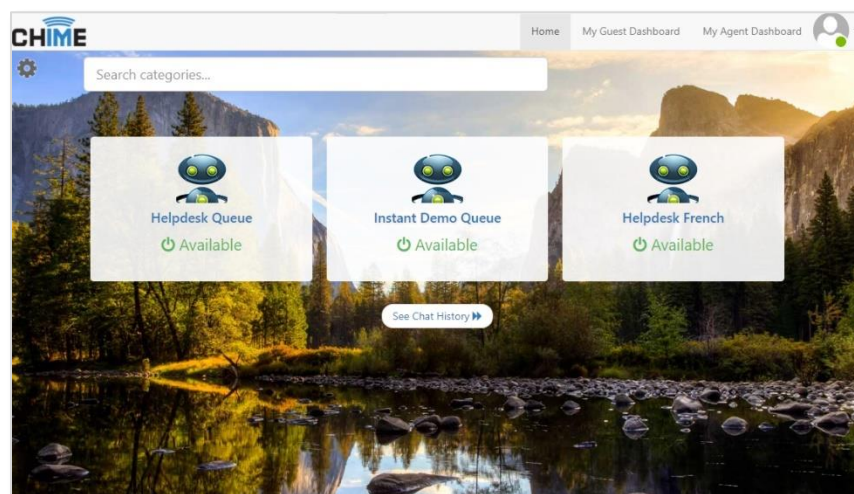 CHIME
Home My Guest Dashboard My Agent Dashboard
Search categories...
Helpdesk Queue
Available
Instant Demo Queue
Available
Helpdesk French
Available
See Chat History